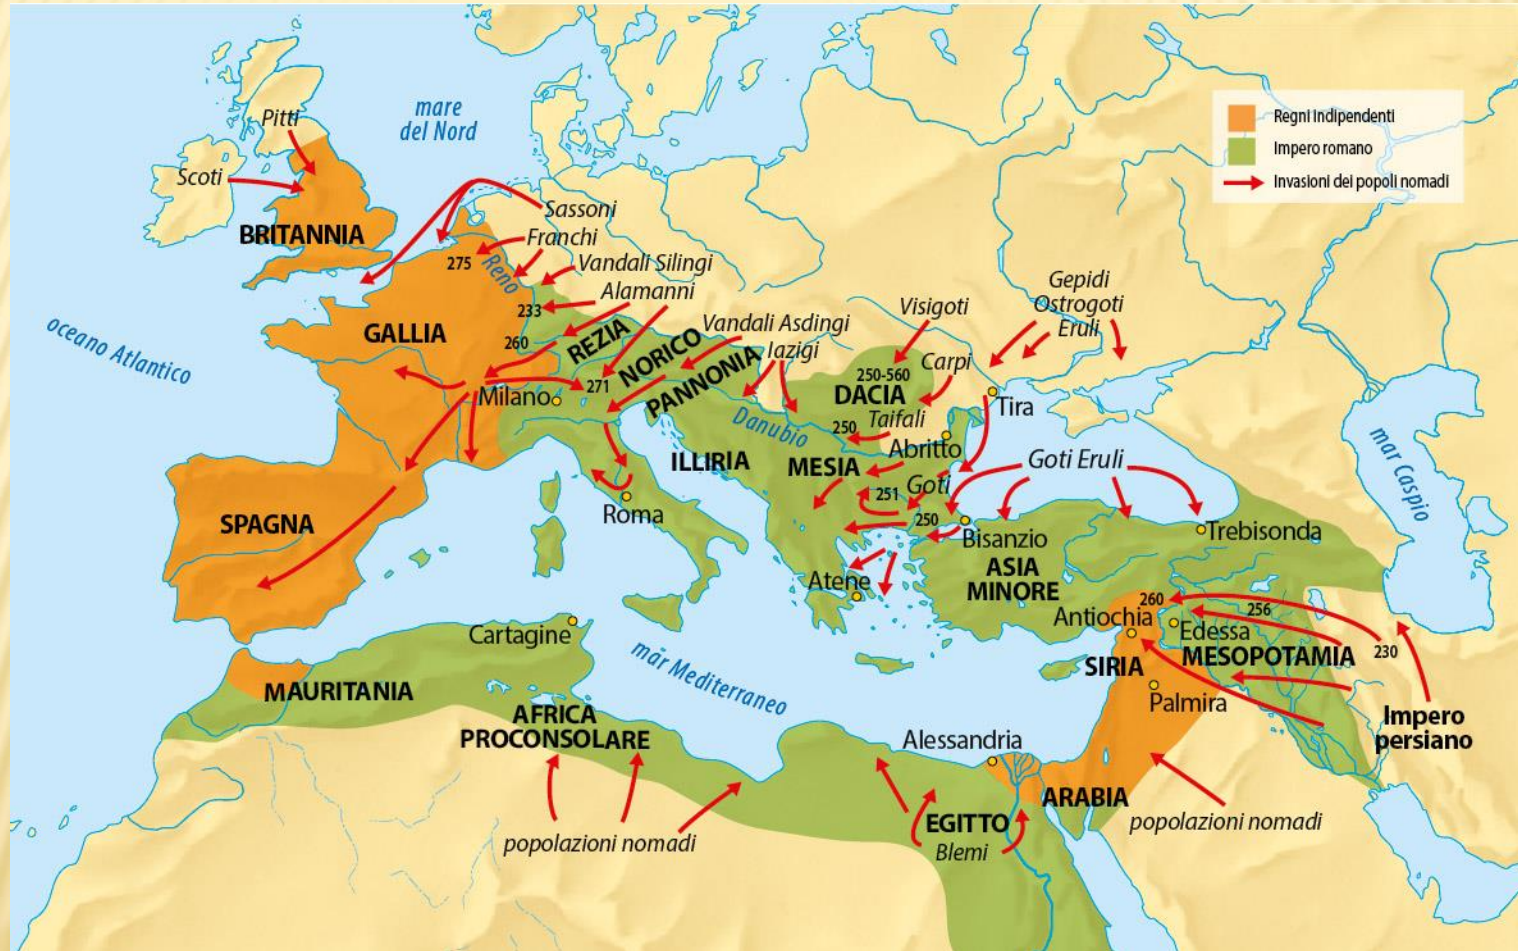 Regni indipendenti
Impero romano
Invasioni dei popoli nomadi
mare
del Nord
Pitti
Scoti
BRITANNIA
Sassoni
Franchi
275
Reno
Vandali Silingi
Alamanni
233
260
oceano Atlantico
GALLIA
REZIA
NORICO
PANNONIA
Vandali Asdingi
Iazigi
Visigoti
Gepidi
Ostrogoti
Eruli
Carpi
250-560
DACIA
271
Milano
Danubio
Taifali
250
Tira
Abritto
ILLIRIA
MESIA
Goti
251
250
Goti Eruli
mar Caspio
SPAGNA
Roma
Bisanzio
Trebisonda
ASIA
MINORE
Atene
Antiochia
260
256
Edessa
230
Cartagine
mar Mediterraneo
SIRIA
MESOPOTAMIA
MAURITANIA
Palmira
Impero
persiano
AFRICA
PROCONSOLARE
Alessandria
ARABIA
EGITTO
Blemi
popolazioni nomadi
popolazioni nomadi